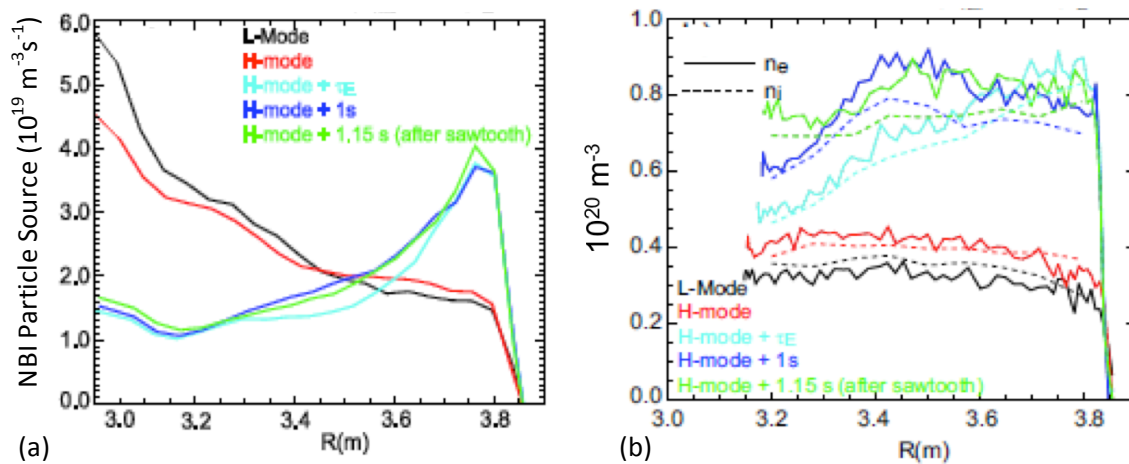 NBI Particle Source (10¹⁹ m⁻³s⁻¹)
6.0
5.0
4.0
3.0
2.0
1.0
0.0
L-Mode
H-mode
H-mode + τE
H-mode + 1s
H-mode + 1.15 s (after sawtooth)
3.0 3.2 3.4 3.6 3.8
R(m)
(a)
10²⁰ m⁻³
1.0
0.8
0.6
0.4
0.2
0.0
nₑ
nᵢ
L-Mode
H-mode
H-mode + τE
H-mode + 1s
H-mode + 1.15 s (after sawtooth)
3.0 3.2 3.4 3.6 3.8
R(m)
(b)